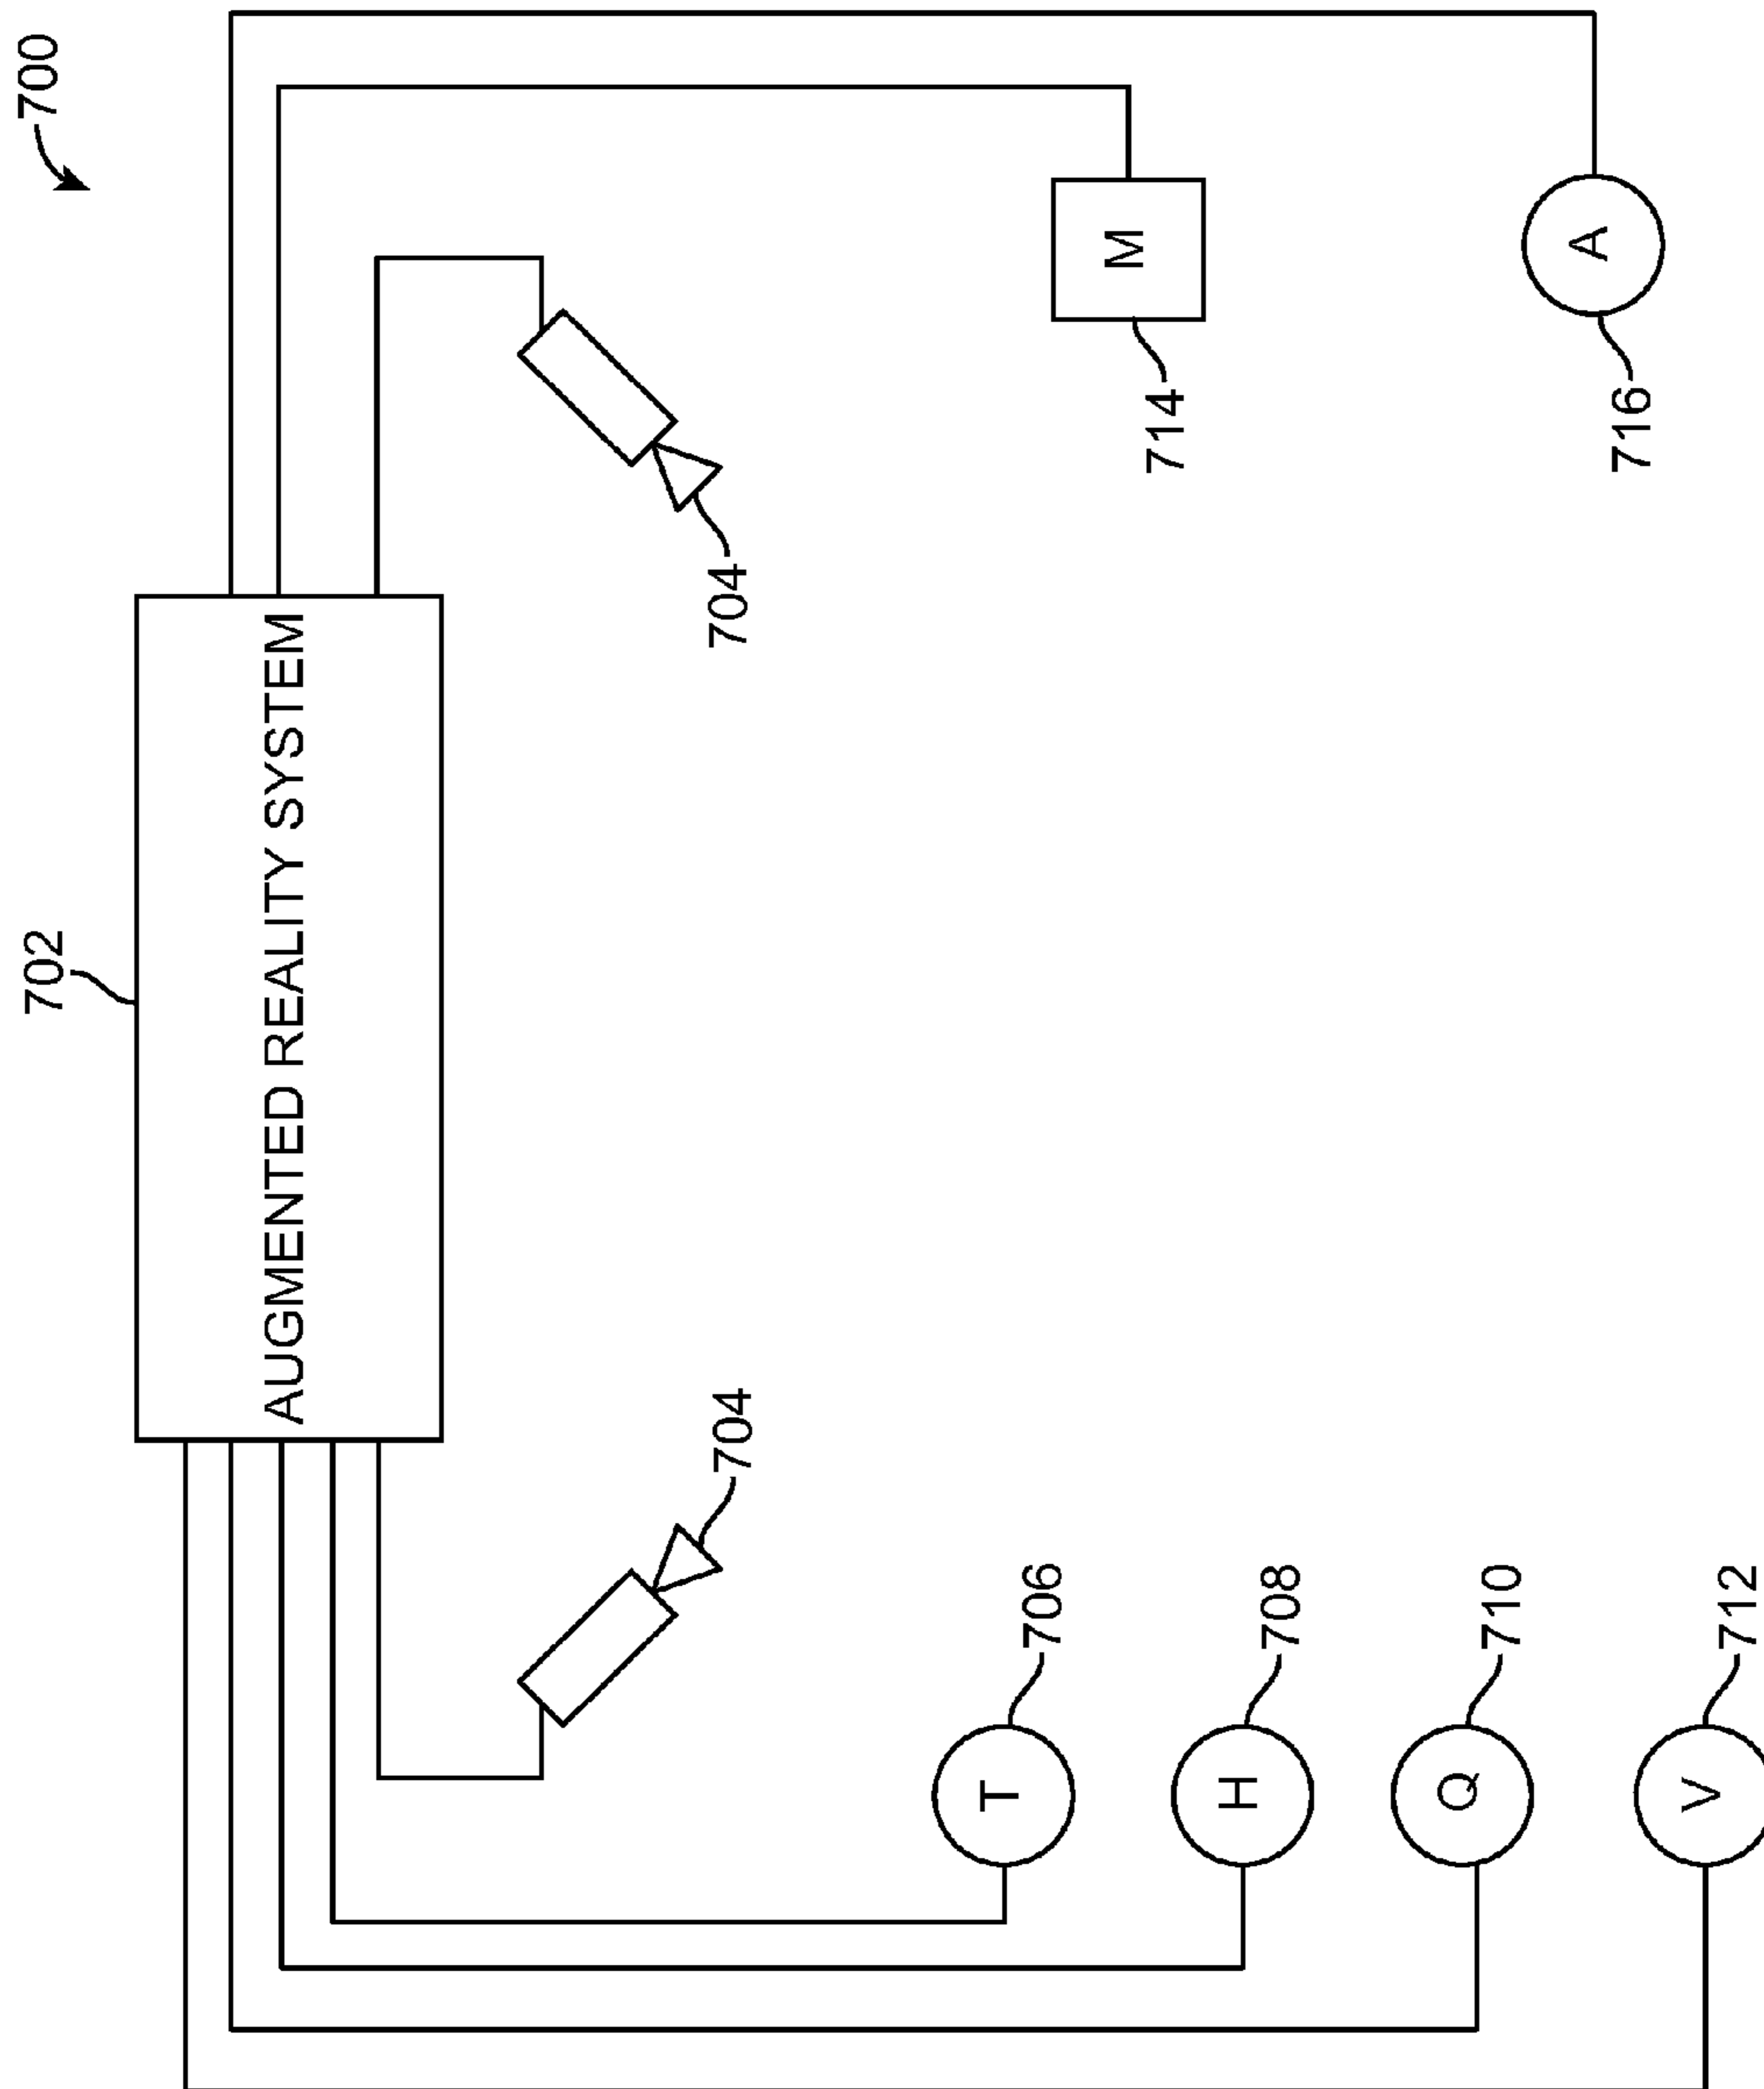 700
702
AUGMENTED REALITY SYSTEM
704
704
T
706
M
714
H
708
Q
710
A
716
V
712